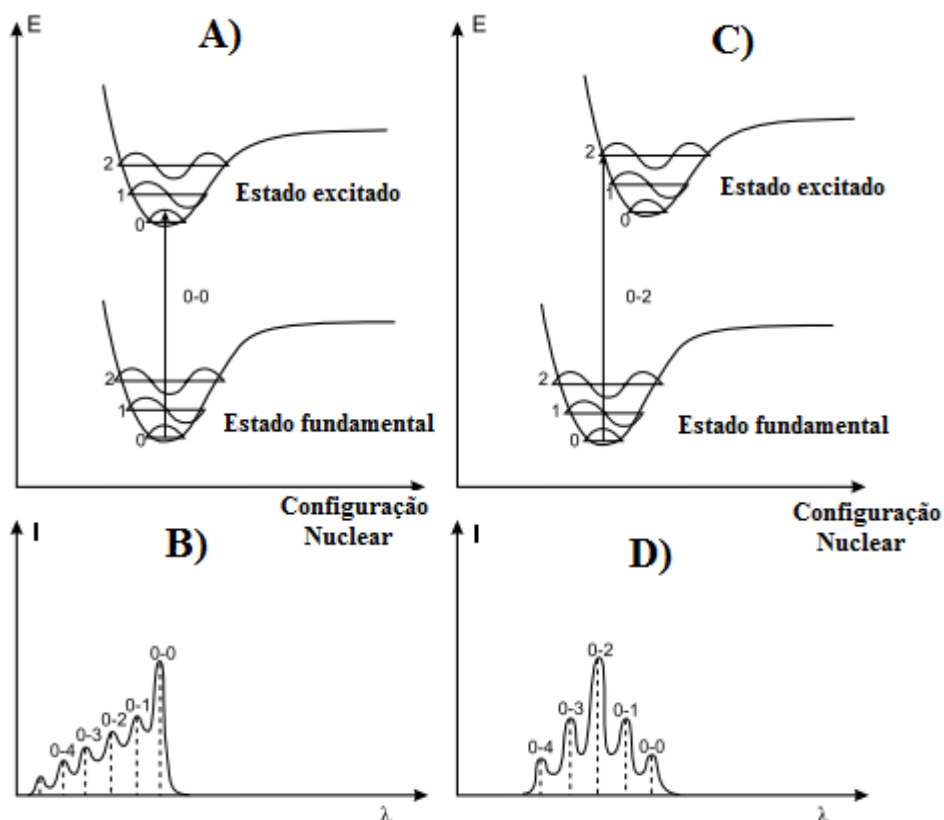 E
A)
2
1
0
Estado excitado
0-0
2
1
0
Estado fundamental
Configuração
Nuclear
E
C)
2
1
0
Estado excitado
0-2
2
1
0
Estado fundamental
Configuração
Nuclear
I
B)
0-0
0-1
0-2
0-3
0-4
λ
I
D)
0-2
0-3
0-1
0-4
0-0
λ